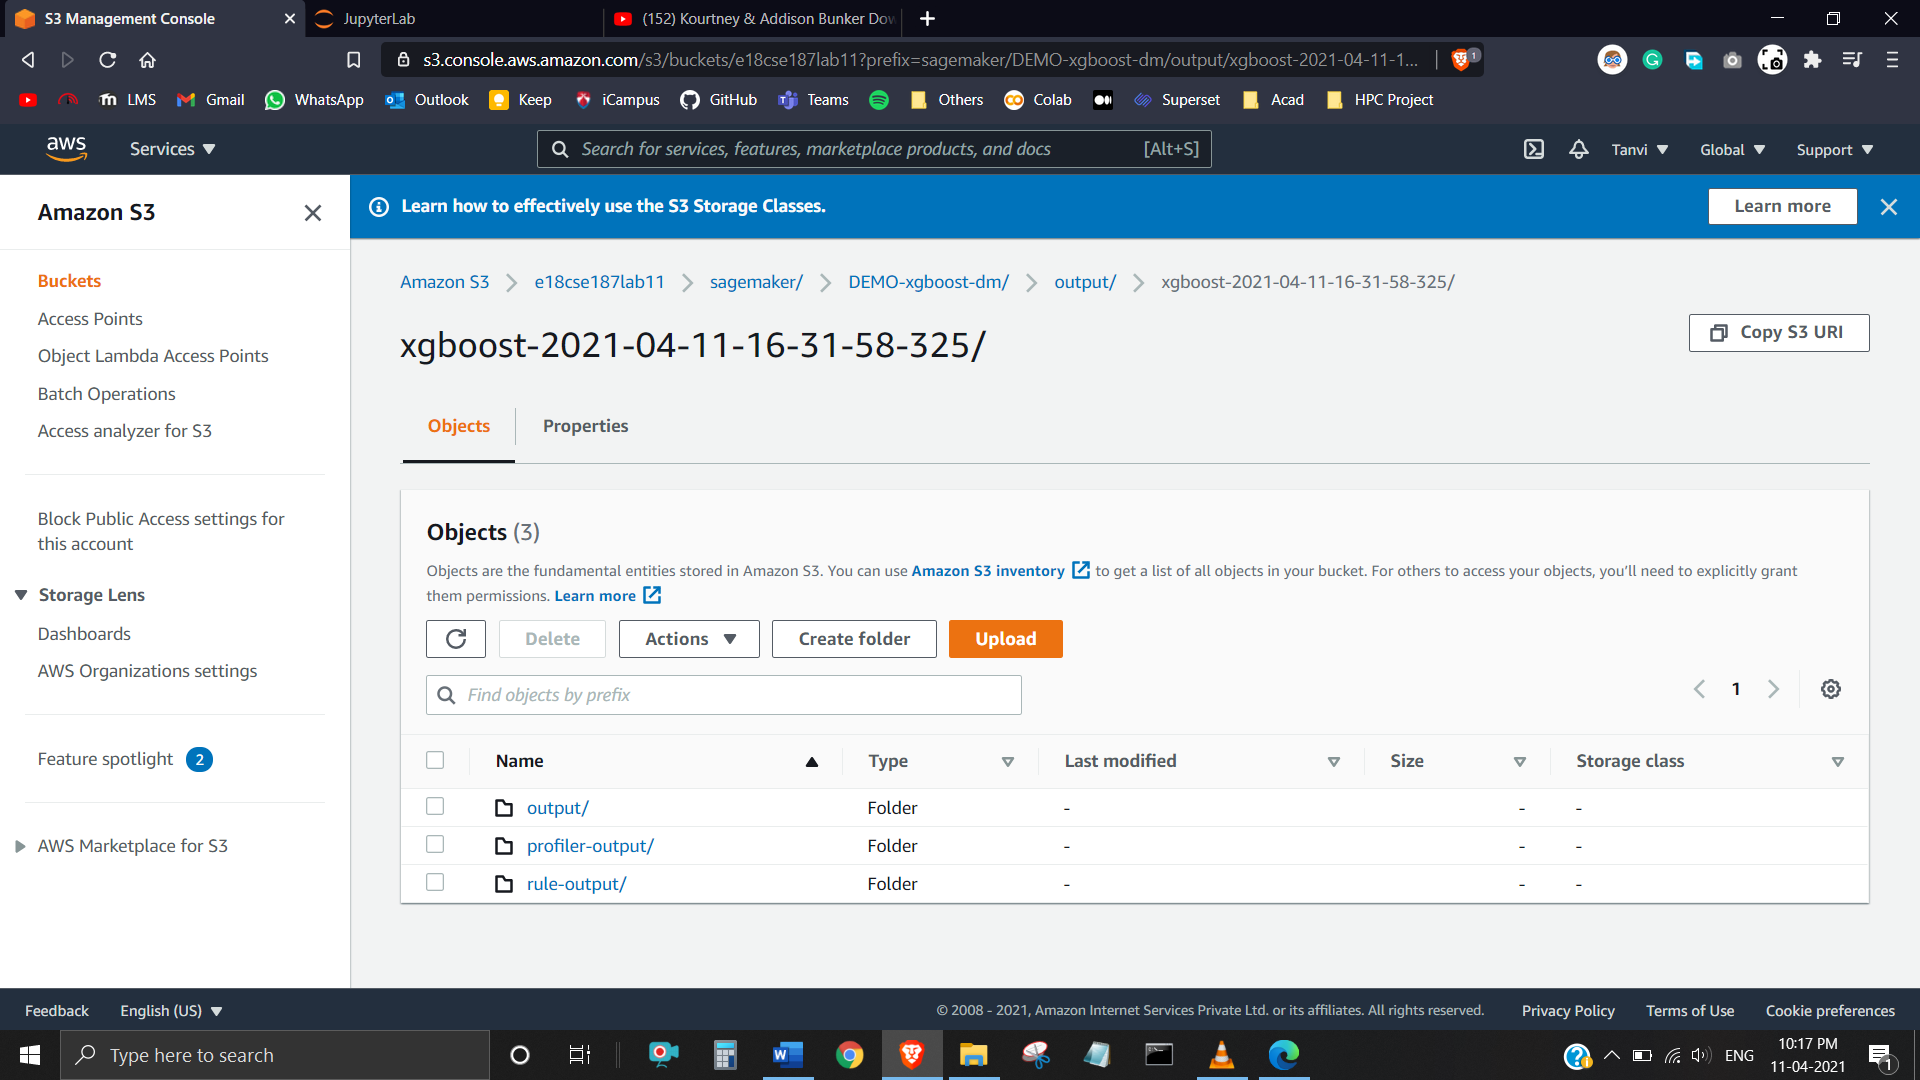 S3 Management Console
JupyterLab
(152) Kourtney & Addison Bunker Dow
s3.console.aws.amazon.com/s3/buckets/e18cse187lab11?prefix=sagemaker/DEMO-xgboost-dm/output/xgboost-2021-04-11-1...
1
LMS
Gmail
WhatsApp
Outlook
Keep
iCampus
GitHub
Teams
Others
Colab
Superset
Acad
HPC Project
aws
Services
Search for services, features, marketplace products, and docs
[Alt+S]
Tanvi
Global
Support
Amazon S3
Buckets
Access Points
Object Lambda Access Points
Batch Operations
Access analyzer for S3
Block Public Access settings for
this account
Storage Lens
Dashboards
AWS Organizations settings
Feature spotlight 2
AWS Marketplace for S3
Learn how to effectively use the S3 Storage Classes.
Learn more
Amazon S3
e18cse187lab11
sagemaker/
DEMO-xgboost-dm/
output/
xgboost-2021-04-11-16-31-58-325/
xgboost-2021-04-11-16-31-58-325/
Copy S3 URI
Objects
Properties
Objects (3)
Objects are the fundamental entities stored in Amazon S3. You can use Amazon S3 inventory to get a list of all objects in your bucket. For others to access your objects, you'll need to explicitly grant
them permissions. Learn more
Delete
Actions
Create folder
Upload
Find objects by prefix
1
Name
Type
Last modified
Size
Storage class
output/ Folder - - -
profiler-output/ Folder - - -
rule-output/ Folder - - -
Feedback
English (US)
© 2008 - 2021, Amazon Internet Services Private Ltd. or its affiliates. All rights reserved.
Privacy Policy
Terms of Use
Cookie preferences
Type here to search
ENG
10:17 PM
11-04-2021
1